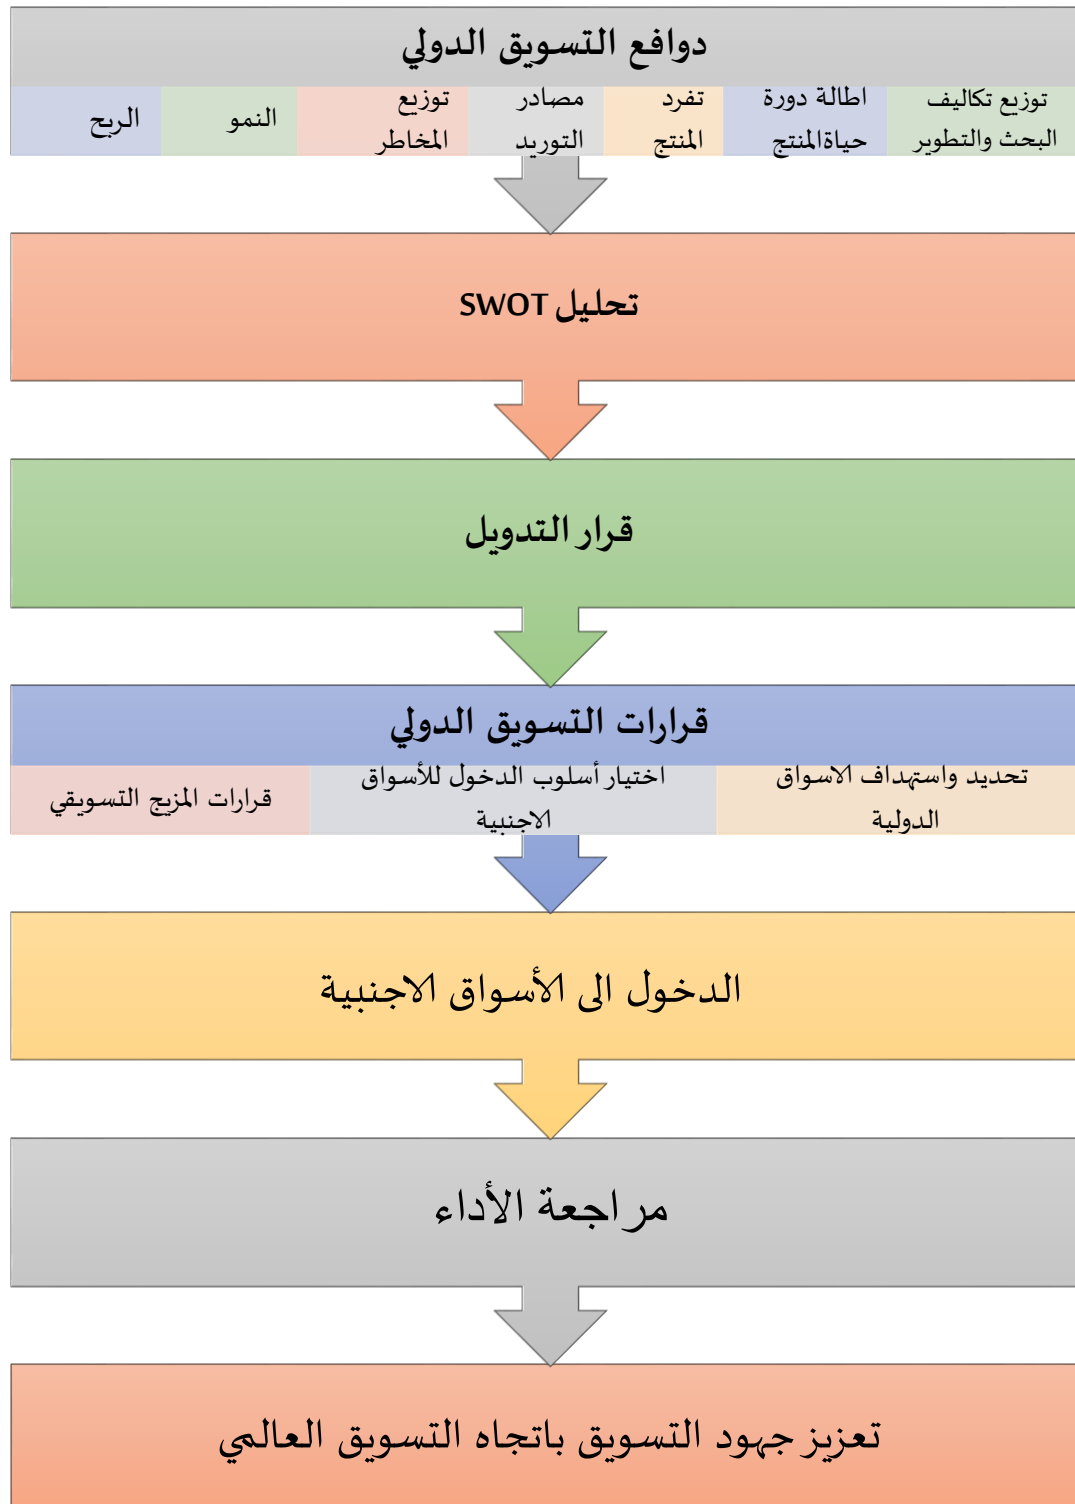 دوافع التسويق الدولي
توزيع تكاليف
البحث والتطوير
اطالة دورة
حياةالمنتج
تفرد
المنتج
مصادر
التوريد
توزيع
المخاطر
النمو
الربح
تحليل SWOT
قرار التدويل
قرارات التسويق الدولي
تحديد واستهداف الاسواق
الدولية
اختيار أسلوب الدخول للأسواق
الاجنبية
قرارات المزيج التسويقي
الدخول الى الأسواق الاجنبية
مراجعة الأداء
تعزيز جهود التسويق باتجاه التسويق العالمي